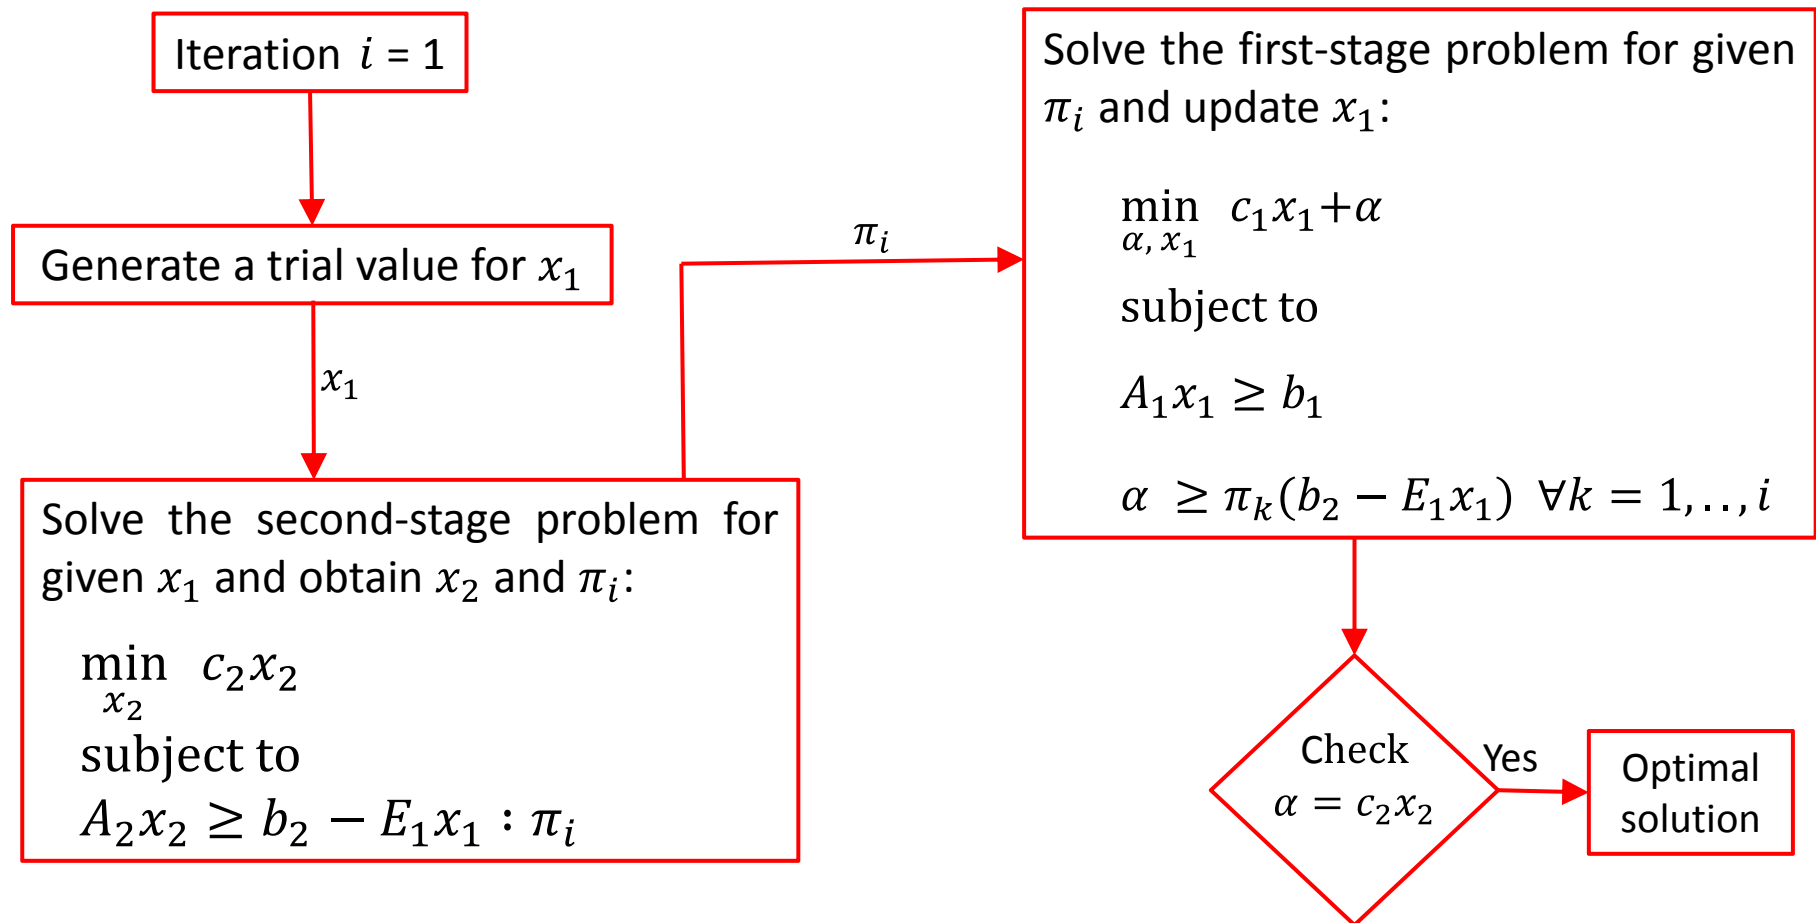 Iteration i = 1
Generate a trial value for x₁
x₁
Solve the second-stage problem for
given x₁ and obtain x₂ and πᵢ:
min c₂x₂
x₂
subject to
A₂x₂ ≥ b₂ − E₁x₁ : πᵢ
πᵢ
Solve the first-stage problem for given
πᵢ and update x₁:
min c₁x₁+α
α, x₁
subject to
A₁x₁ ≥ b₁
α ≥ πₖ(b₂ − E₁x₁) ∀k = 1,..,i
Check
α = c₂x₂
Yes
Optimal
solution